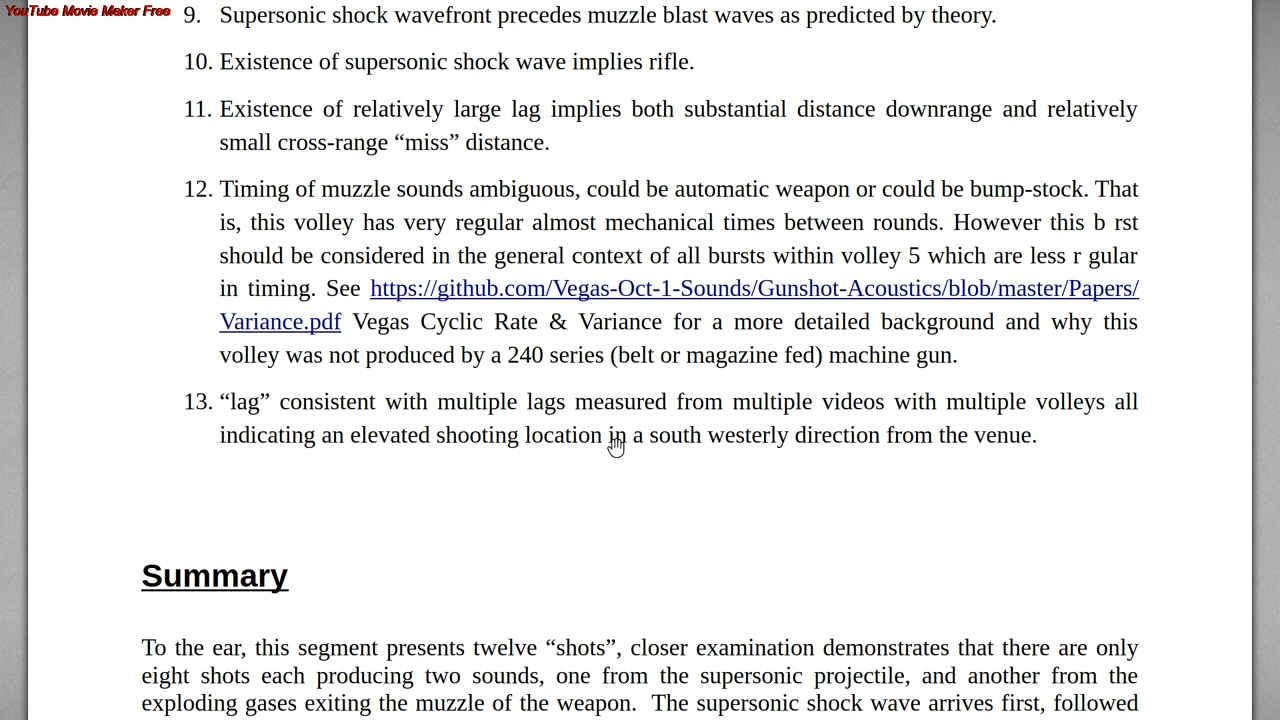 YouTube Movie Maker Free
9. Supersonic shock wavefront precedes muzzle blast waves as predicted by theory.
10. Existence of supersonic shock wave implies rifle.
11. Existence of relatively large lag implies both substantial distance downrange and relatively
small cross-range “miss” distance.
12. Timing of muzzle sounds ambiguous, could be automatic weapon or could be bump-stock. That
is, this volley has very regular almost mechanical times between rounds. However this b rst
should be considered in the general context of all bursts within volley 5 which are less r gular
in timing. See https://github.com/Vegas-Oct-1-Sounds/Gunshot-Acoustics/blob/master/Papers/
Variance.pdf Vegas Cyclic Rate & Variance for a more detailed background and why this
volley was not produced by a 240 series (belt or magazine fed) machine gun.
13. “lag” consistent with multiple lags measured from multiple videos with multiple volleys all
indicating an elevated shooting location in a south westerly direction from the venue.
Summary
To the ear, this segment presents twelve “shots”, closer examination demonstrates that there are only
eight shots each producing two sounds, one from the supersonic projectile, and another from the
exploding gases exiting the muzzle of the weapon. The supersonic shock wave arrives first, followed